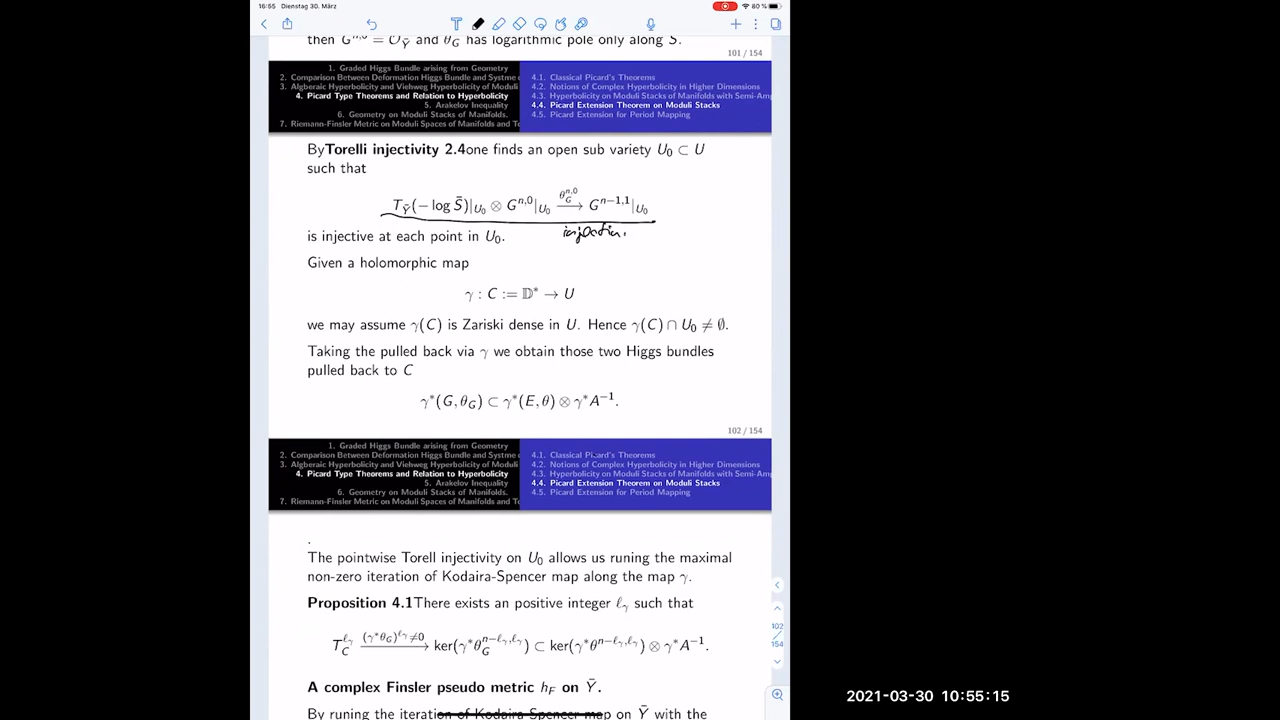 16:55 Dienstag 30. März
80 %
then G^{n,0} = O_Ȳ and θ_G has logarithmic pole only along S.
101 / 154
1. Graded Higgs Bundle arising from Geometry
2. Comparison Between Deformation Higgs Bundle and Systme o
3. Algberaic Hyperbolicity and Viehweg Hyperbolicity of Moduli
4. Picard Type Theorems and Relation to Hyperbolicity
5. Arakelov Inequality
6. Geometry on Moduli Stacks of Manifolds.
7. Riemann-Finsler Metric on Moduli Spaces of Manifolds and To
4.1. Classical Picard's Theorems
4.2. Notions of Complex Hyperbolicity in Higher Dimensions
4.3. Hyperbolicity on Moduli Stacks of Manifolds with Semi-Amp
4.4. Picard Extension Theorem on Moduli Stacks
4.5. Picard Extension for Period Mapping
By Torelli injectivity 2.4one finds an open sub variety U₀ ⊂ U
such that
T_Ȳ(− log S̄)|_{U₀} ⊗ G^{n,0}|_{U₀} →^{θ_G^{n,0}} G^{n−1,1}|_{U₀}
is injective at each point in U₀.
Given a holomorphic map
γ : C := 𝔻* → U
we may assume γ(C) is Zariski dense in U. Hence γ(C) ∩ U₀ ≠ ∅.
Taking the pulled back via γ we obtain those two Higgs bundles
pulled back to C
γ*(G, θ_G) ⊂ γ*(E, θ) ⊗ γ*A⁻¹.
102 / 154
1. Graded Higgs Bundle arising from Geometry
2. Comparison Between Deformation Higgs Bundle and Systme o
3. Algberaic Hyperbolicity and Viehweg Hyperbolicity of Moduli
4. Picard Type Theorems and Relation to Hyperbolicity
5. Arakelov Inequality
6. Geometry on Moduli Stacks of Manifolds.
7. Riemann-Finsler Metric on Moduli Spaces of Manifolds and To
4.1. Classical Picard's Theorems
4.2. Notions of Complex Hyperbolicity in Higher Dimensions
4.3. Hyperbolicity on Moduli Stacks of Manifolds with Semi-Amp
4.4. Picard Extension Theorem on Moduli Stacks
4.5. Picard Extension for Period Mapping
.
The pointwise Torell injectivity on U₀ allows us runing the maximal
non-zero iteration of Kodaira-Spencer map along the map γ.
Proposition 4.1There exists an positive integer ℓ_γ such that
T_C^{ℓ_γ} →^{(γ*θ_G)^{ℓ_γ}≠0} ker(γ*θ_G^{n−ℓ_γ,ℓ_γ}) ⊂ ker(γ*θ^{n−ℓ_γ,ℓ_γ}) ⊗ γ*A⁻¹.
A complex Finsler pseudo metric h_F on Ȳ.
By runing the iteration of Kodaira-Spencer map on Ȳ with the
102
154
2021-03-30 10:55:15